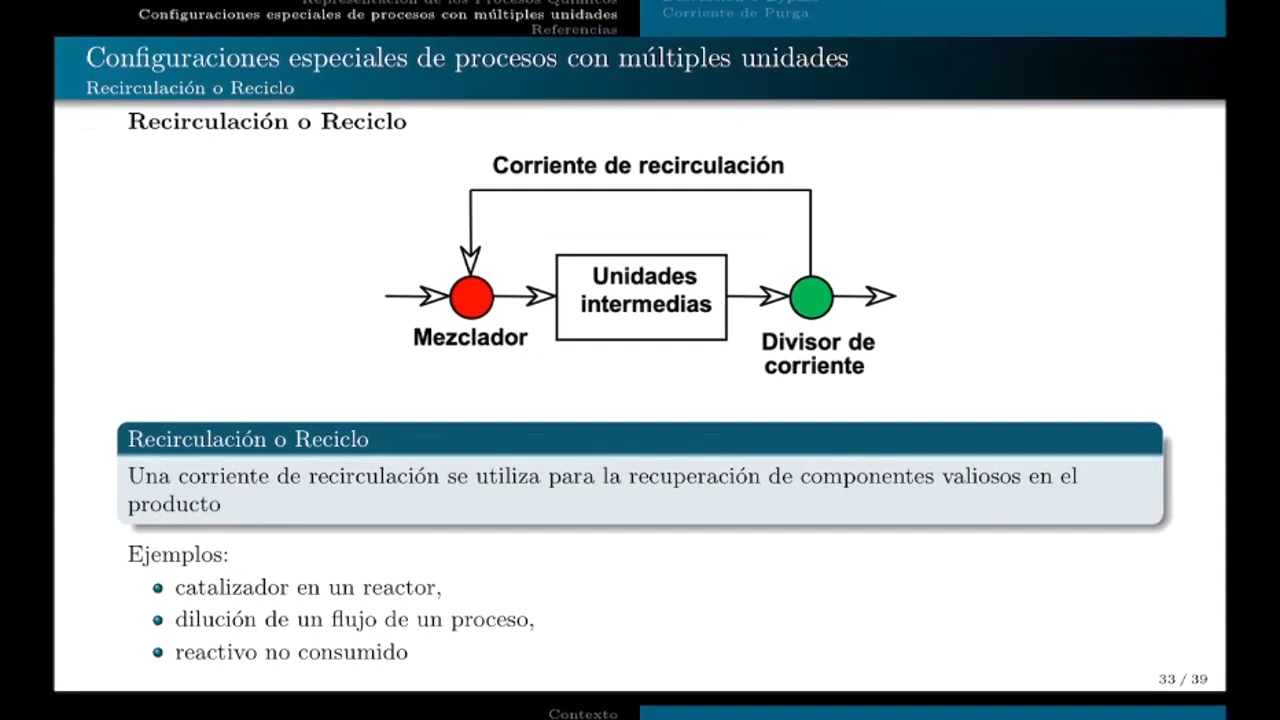 Representación de los Procesos Químicos
Configuraciones especiales de procesos con múltiples unidades
Referencias
Desviación o Bypass
Corriente de Purga
Configuraciones especiales de procesos con múltiples unidades
Recirculación o Reciclo
Recirculación o Reciclo
Corriente de recirculación
Unidades
intermedias
Mezclador
Divisor de
corriente
Recirculación o Reciclo
Una corriente de recirculación se utiliza para la recuperación de componentes valiosos en el
producto
Ejemplos:
catalizador en un reactor,
dilución de un flujo de un proceso,
reactivo no consumido
33 / 39
Contexto